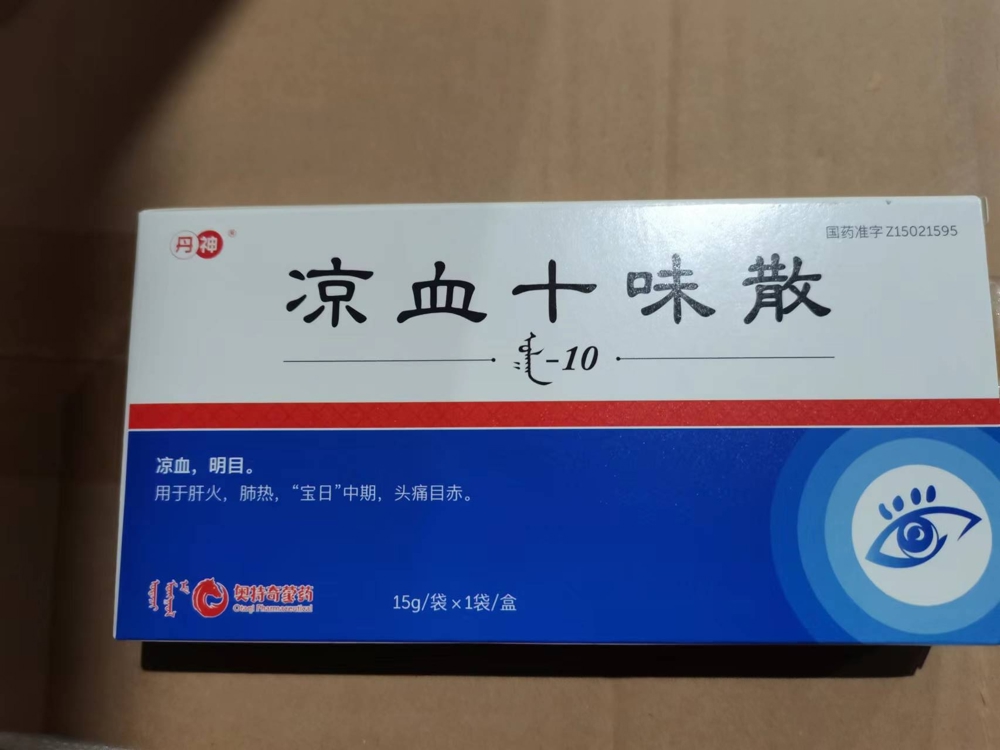 丹神®
国药准字Z15021595
凉血十味散
-10
凉血，明目。
用于肝火，肺热，“宝日”中期，头痛目赤。
奥特奇蒙药
Otaqi Pharmaceutical
15g/袋×1袋/盒